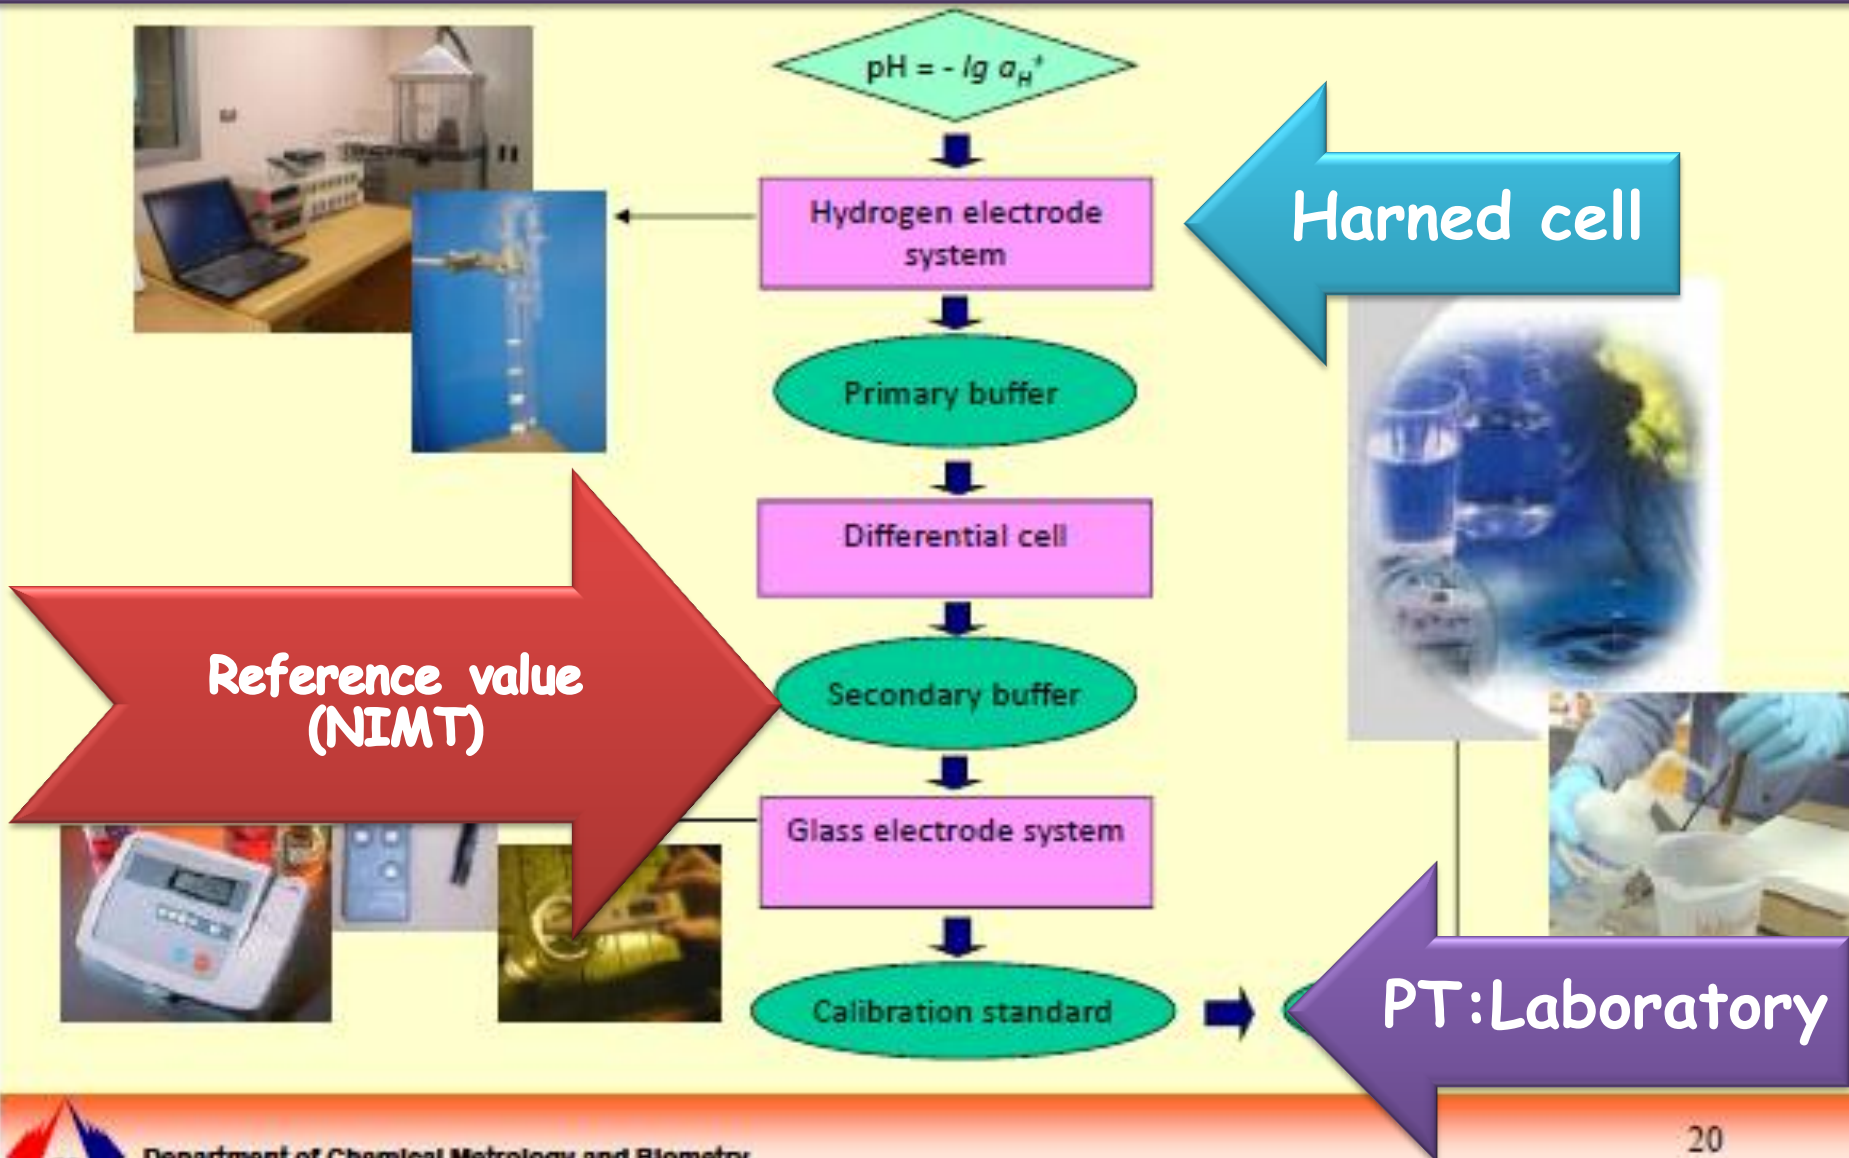 pH = - lg aH+
Hydrogen electrode
system
Harned cell
Primary buffer
Differential cell
Reference value
(NIMT)
Secondary buffer
Glass electrode system
Calibration standard
PT:Laboratory
Department of Chemical Metrology and Biometry
20